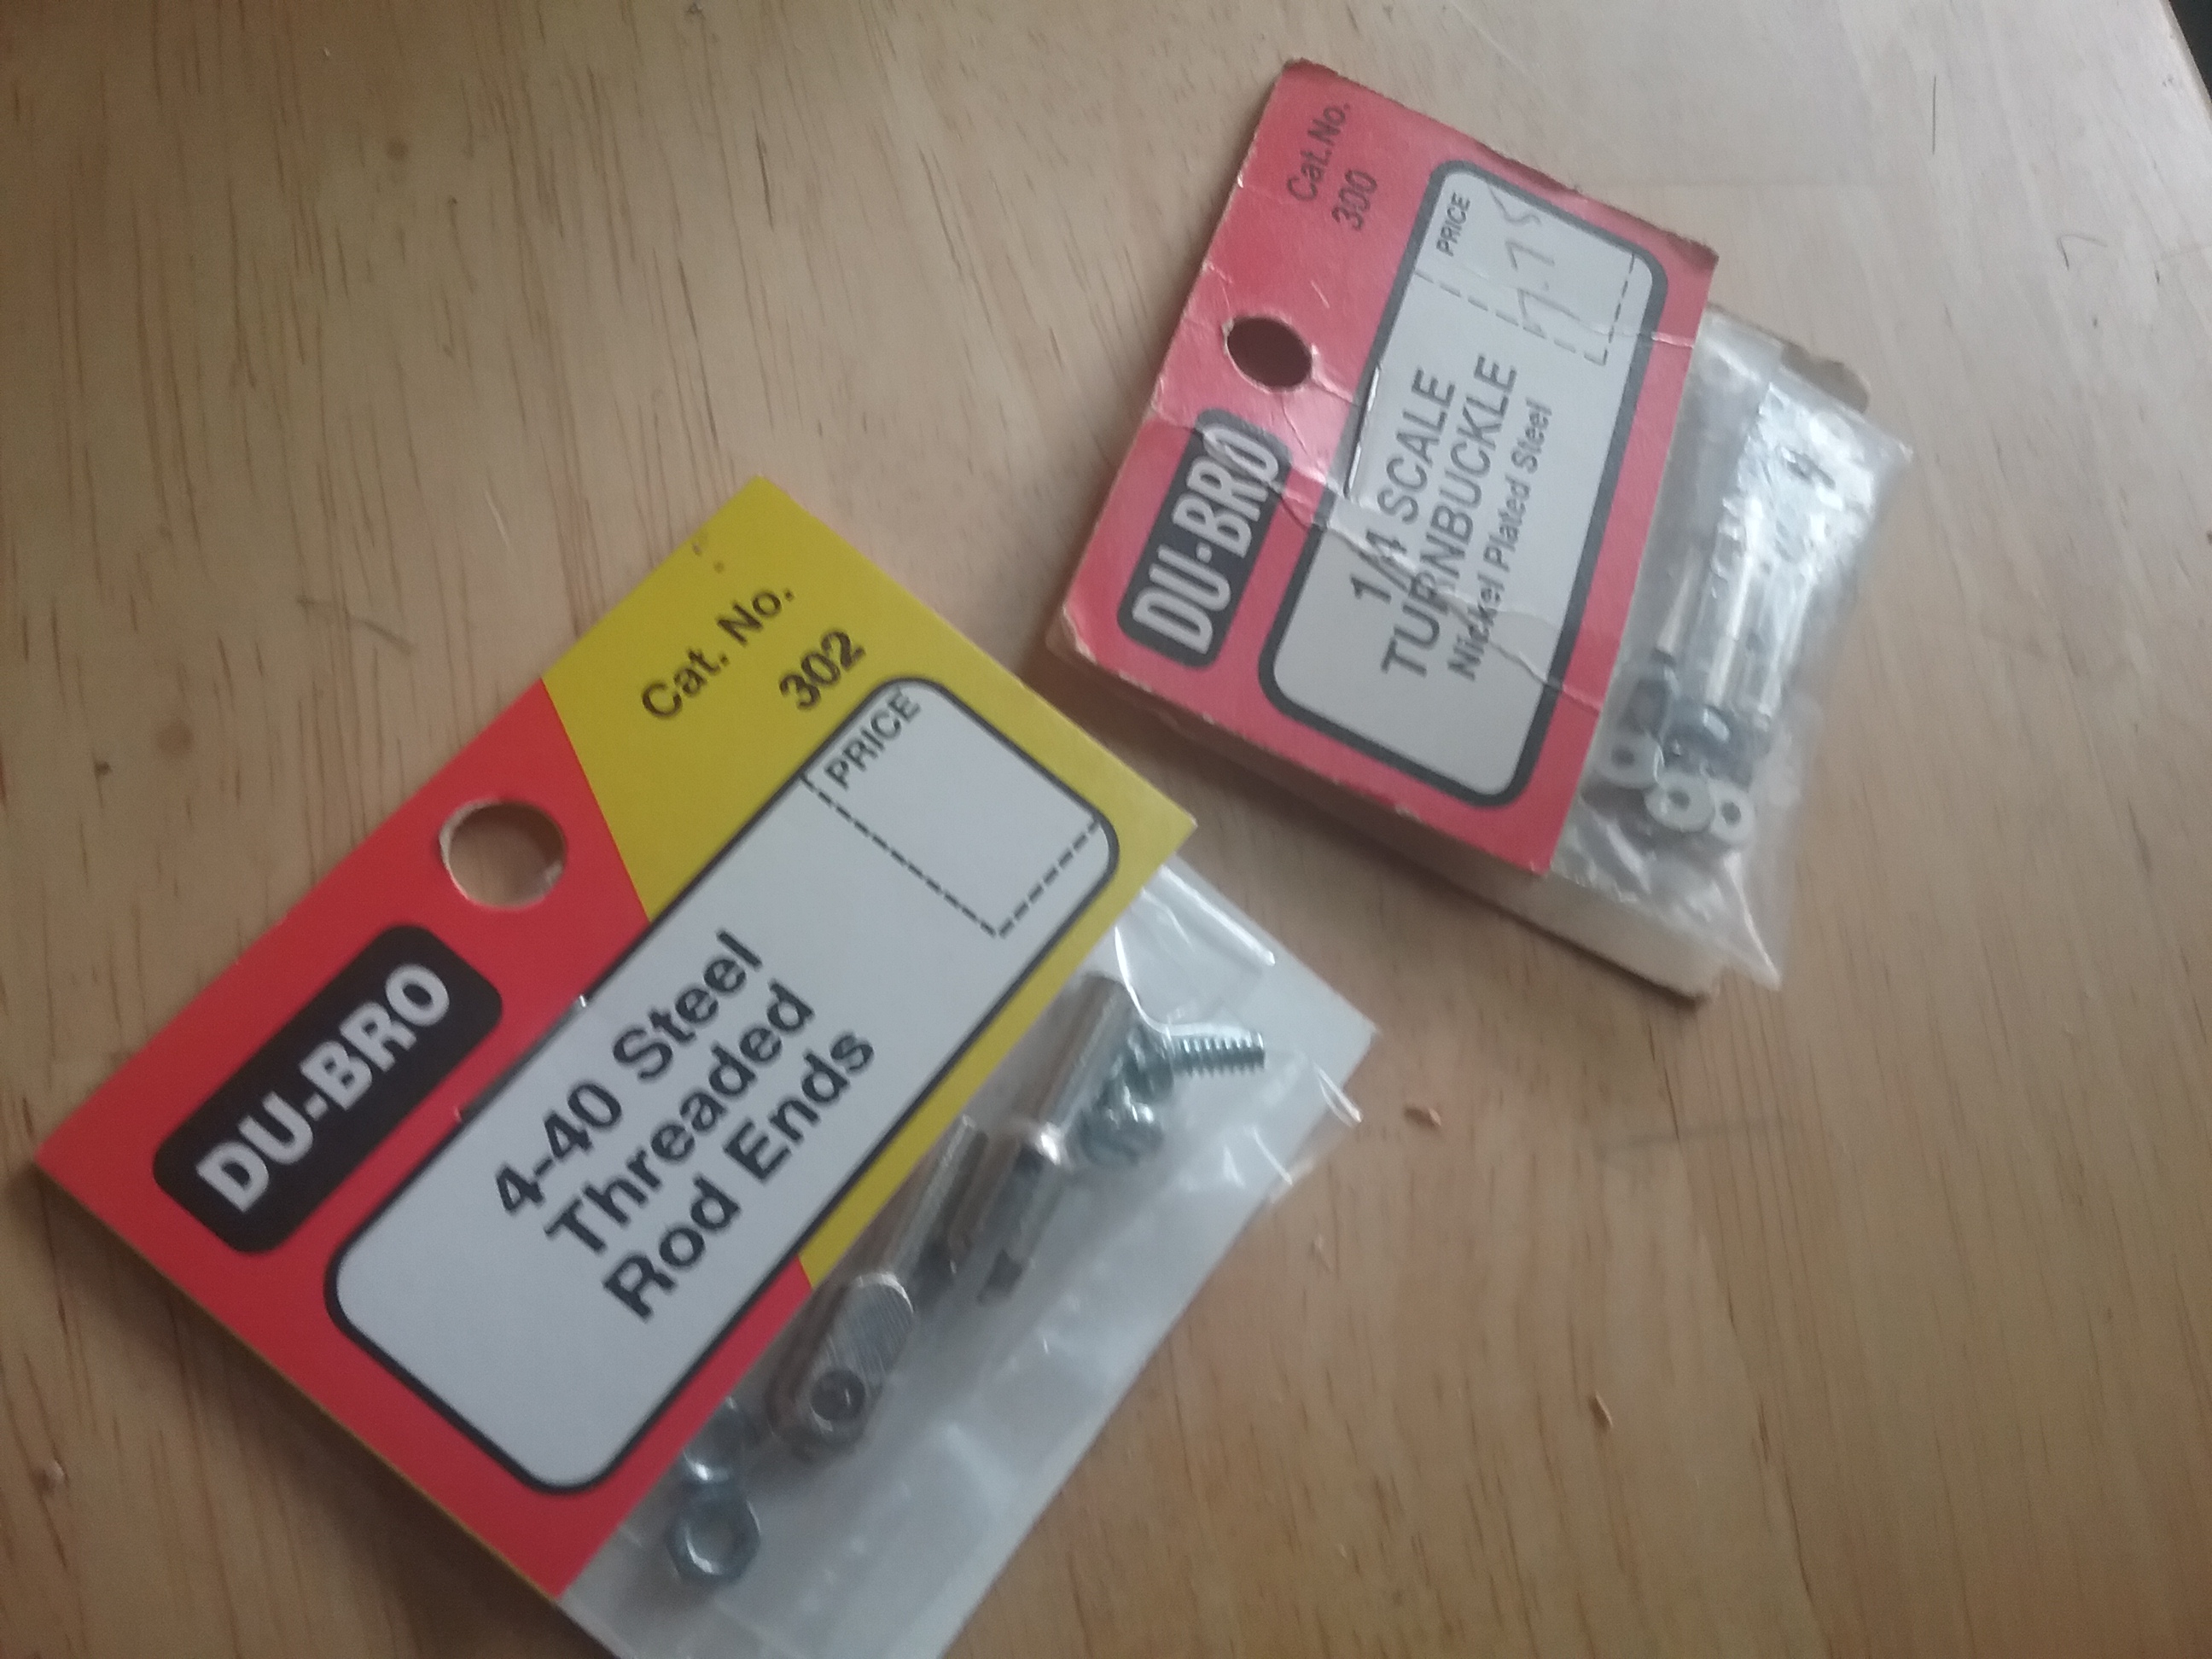 Cat. No.
302
DU-BRO
PRICE
4-40 Steel
Threaded
Rod Ends
Cat.No.
300
DU-BRO
PRICE
1/4 SCALE
TURNBUCKLE
Nickel Plated Steel